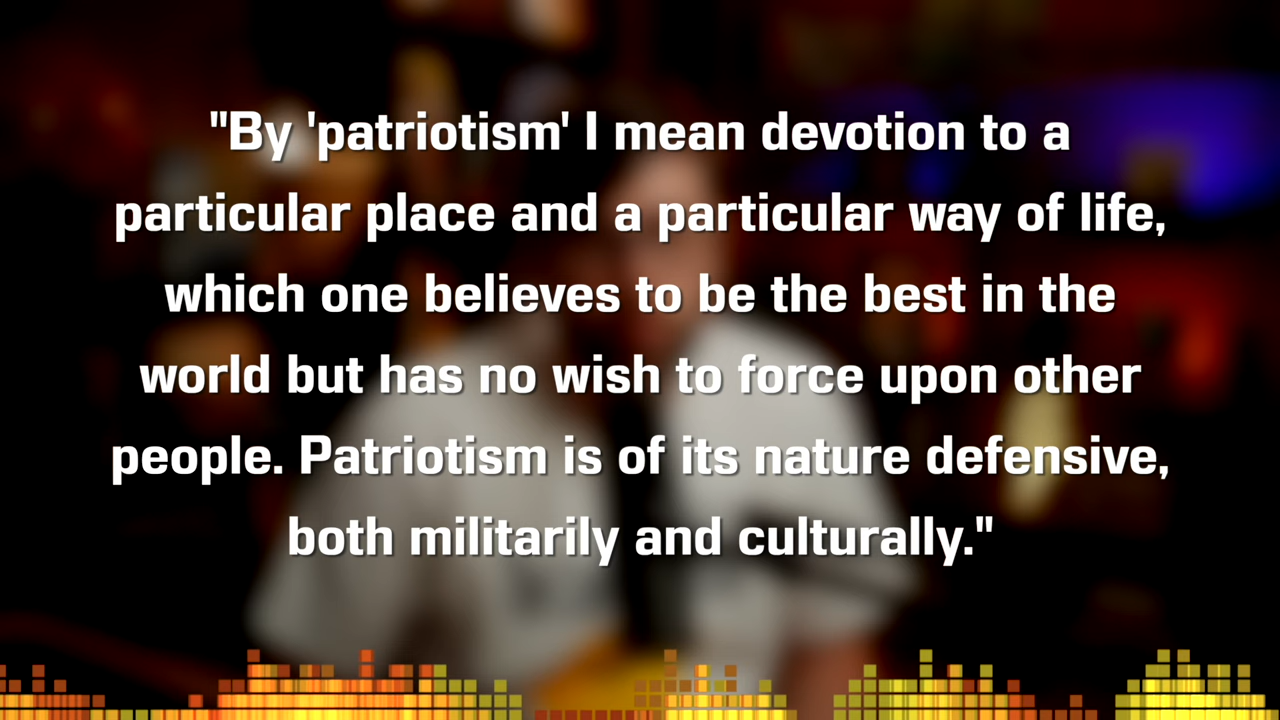 "By 'patriotism' I mean devotion to a
particular place and a particular way of life,
which one believes to be the best in the
world but has no wish to force upon other
people. Patriotism is of its nature defensive,
both militarily and culturally."